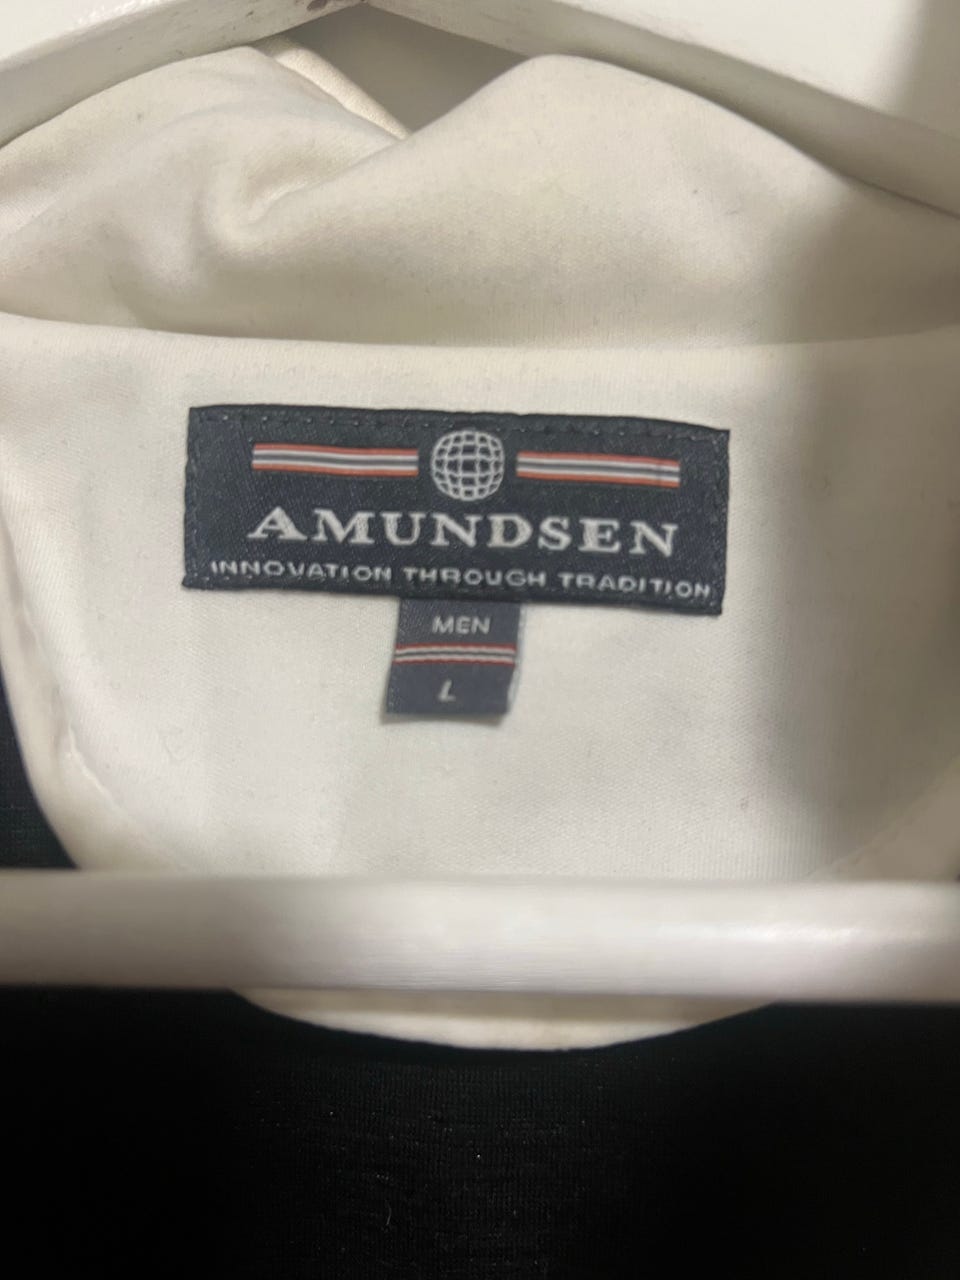 AMUNDSEN
INNOVATION THROUGH TRADITION
MEN
L